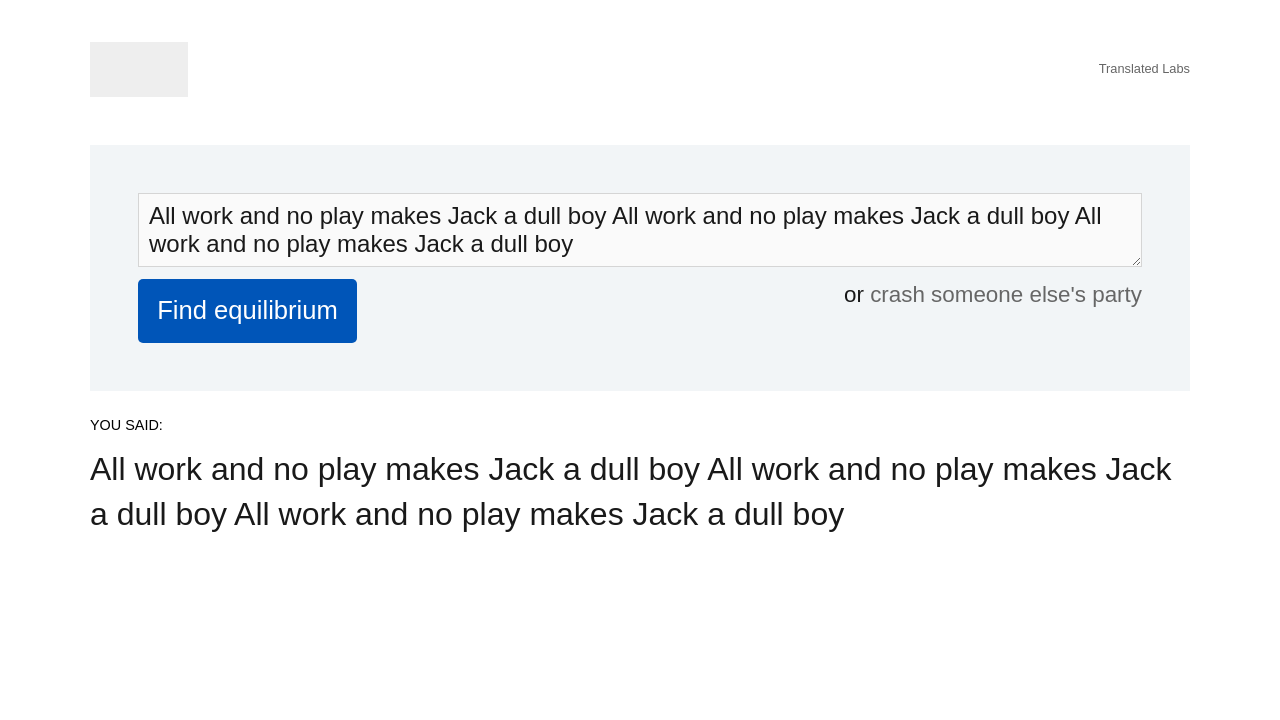 Translated Labs
All work and no play makes Jack a dull boy All work and no play makes Jack a dull boy All
work and no play makes Jack a dull boy
Find equilibrium
or crash someone else's party
YOU SAID:
All work and no play makes Jack a dull boy All work and no play makes Jack
a dull boy All work and no play makes Jack a dull boy